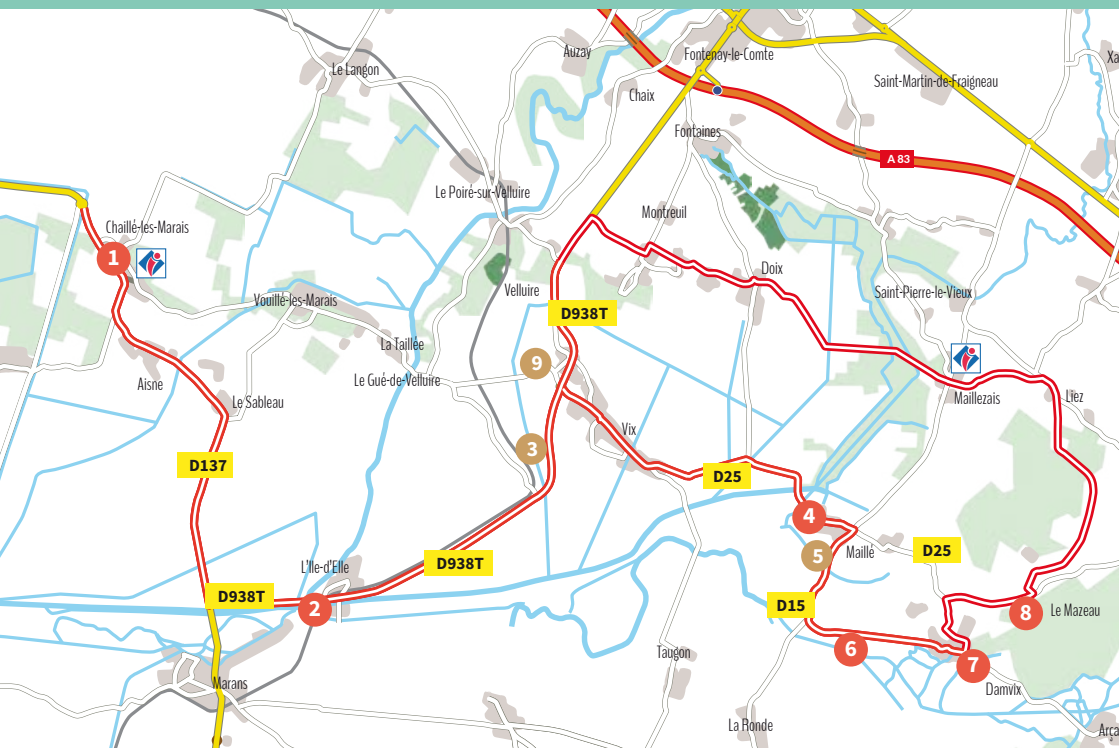 Auzay
Fontenay-le-Comte
Xa
Le Langon
Saint-Martin-de-Fraigneau
Chaix
Fontaines
A 83
Le Poiré-sur-Velluire
Montreuil
Chaillé-les-Marais
1
Doix
Velluire
Saint-Pierre-le-Vieux
Vouillé-les-Marais
D938T
La Taillée
9
Le Gué-de-Velluire
Aisne
Maillezais
Liez
Le Sableau
Vix
3
D137
D25
4
Maillé
5
D25
D938T
L'Ile-d'Elle
D938T
2
D15
8
Le Mazeau
6
7
Taugon
Marans
Damvix
La Ronde
Arça